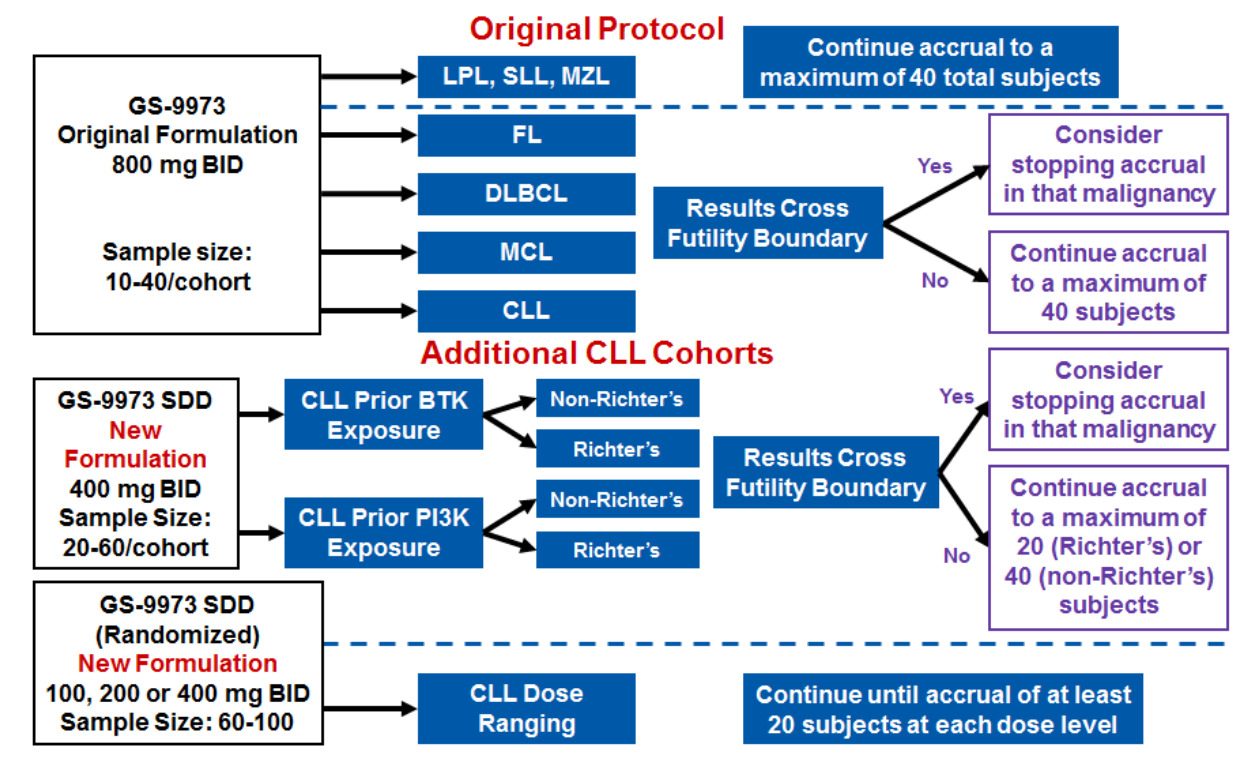 Original Protocol
GS-9973
Original Formulation
800 mg BID
Sample size:
10-40/cohort
LPL, SLL, MZL
Continue accrual to a
maximum of 40 total subjects
FL
DLBCL
MCL
CLL
Results Cross
Futility Boundary
Yes
No
Consider
stopping accrual
in that malignancy
Continue accrual
to a maximum of
40 subjects
Additional CLL Cohorts
GS-9973 SDD
New
Formulation
400 mg BID
Sample Size:
20-60/cohort
CLL Prior BTK
Exposure
Non-Richter's
Richter's
CLL Prior PI3K
Exposure
Non-Richter's
Richter's
Results Cross
Futility Boundary
Yes
No
Consider
stopping accrual
in that malignancy
Continue accrual
to a maximum of
20 (Richter's) or
40 (non-Richter's)
subjects
GS-9973 SDD
(Randomized)
New Formulation
100, 200 or 400 mg BID
Sample Size: 60-100
CLL Dose
Ranging
Continue until accrual of at least
20 subjects at each dose level